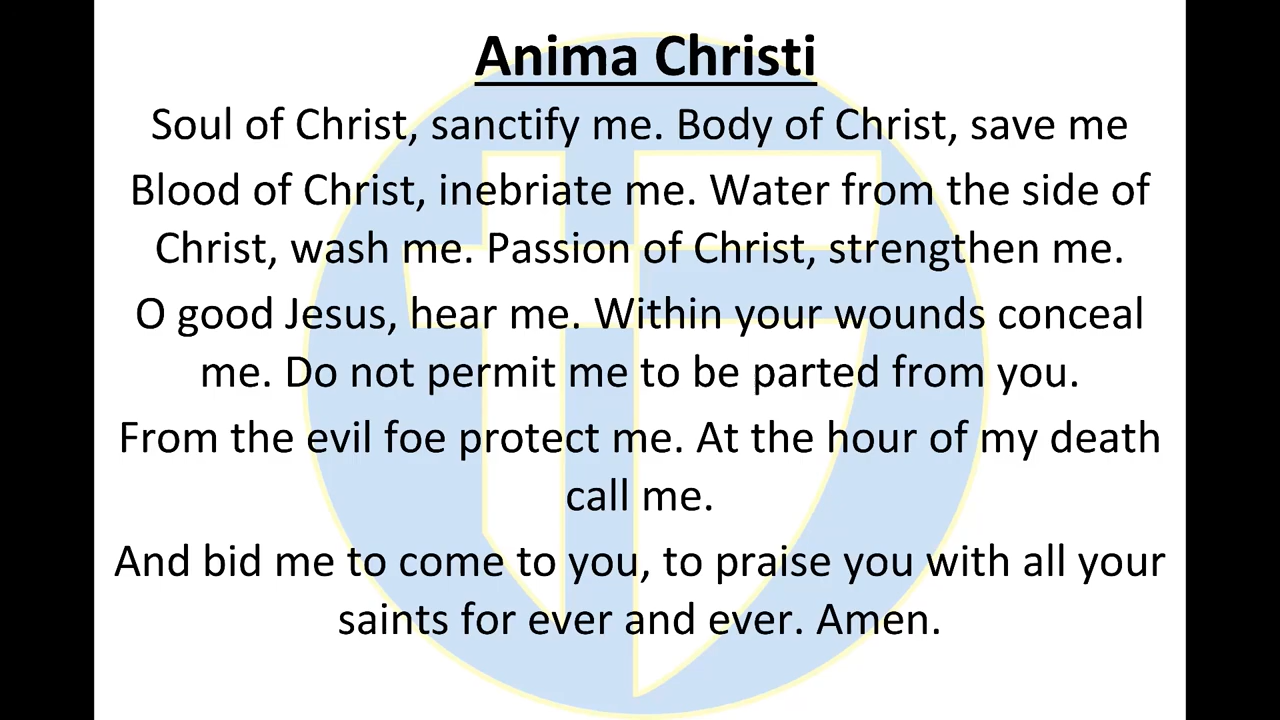 Anima Christi
Soul of Christ, sanctify me. Body of Christ, save me
Blood of Christ, inebriate me. Water from the side of
Christ, wash me. Passion of Christ, strengthen me.
O good Jesus, hear me. Within your wounds conceal
me. Do not permit me to be parted from you.
From the evil foe protect me. At the hour of my death
call me.
And bid me to come to you, to praise you with all your
saints for ever and ever. Amen.